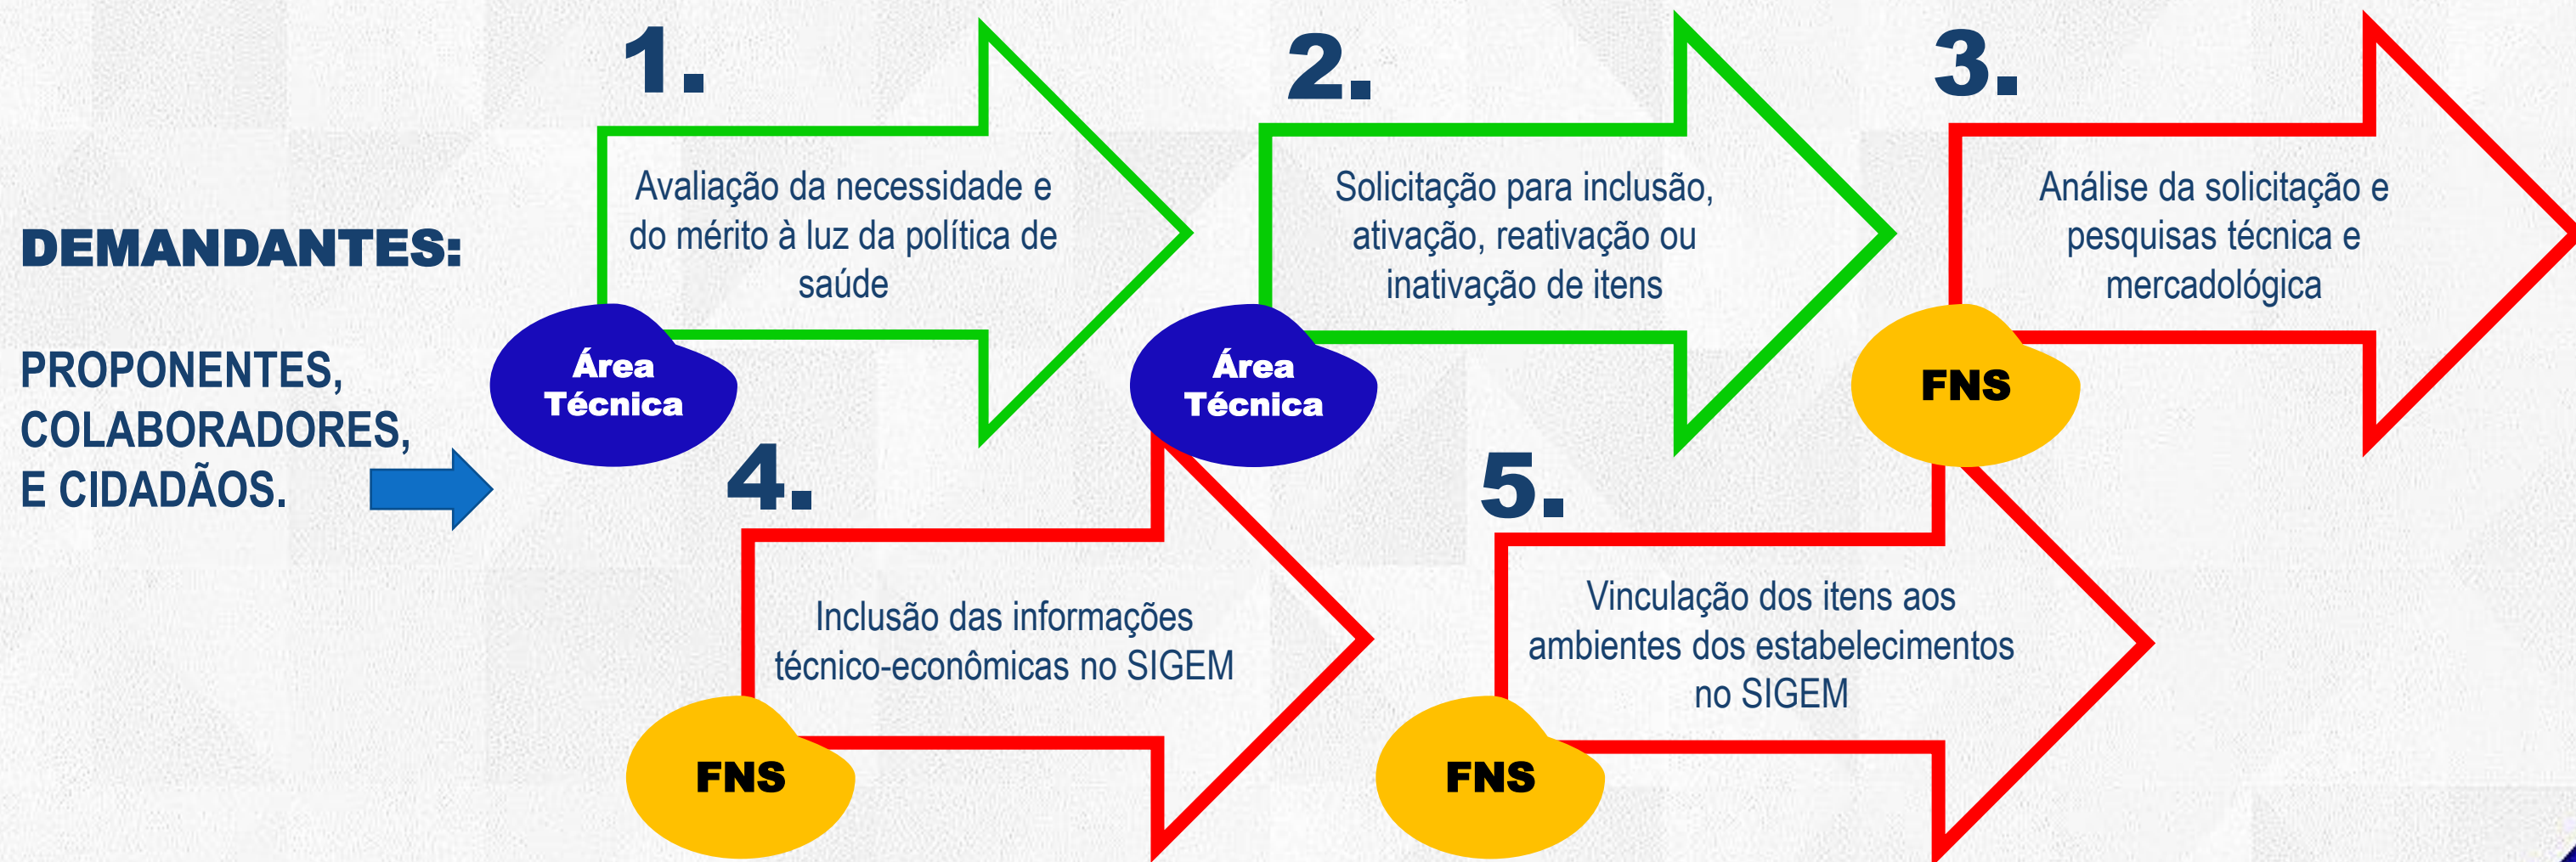 DEMANDANTES:
PROPONENTES,
COLABORADORES,
E CIDADÃOS.
1.
Avaliação da necessidade e
do mérito à luz da política de
saúde
Área
Técnica
2.
Solicitação para inclusão,
ativação, reativação ou
inativação de itens
Área
Técnica
3.
Análise da solicitação e
pesquisas técnica e
mercadológica
FNS
4.
Inclusão das informações
técnico-econômicas no SIGEM
FNS
5.
Vinculação dos itens aos
ambientes dos estabelecimentos
no SIGEM
FNS